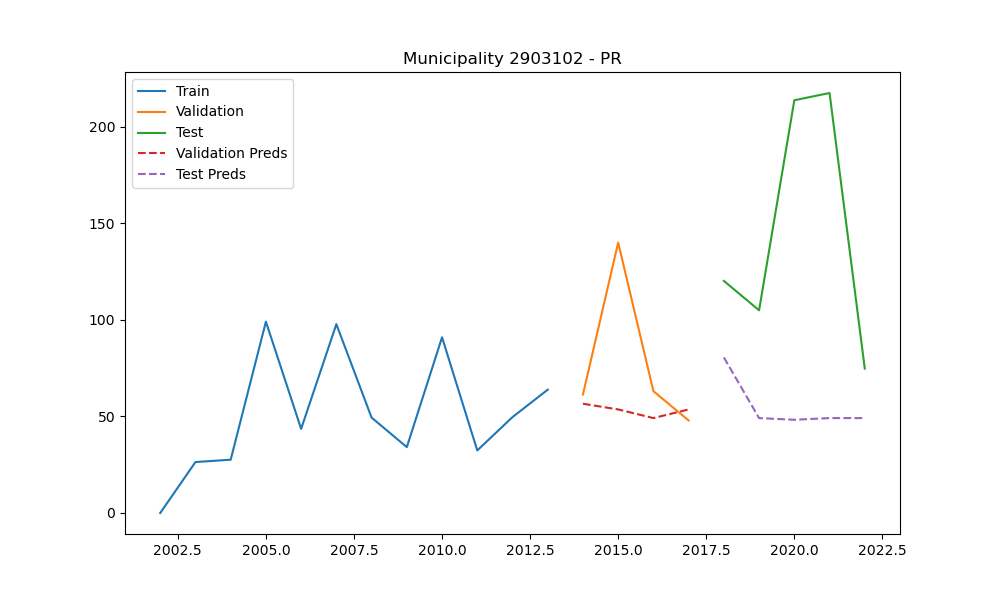 Municipality 2903102 - PR
Train
Validation
Test
Validation Preds
Test Preds
200
150
100
50
0
2002.5 2005.0 2007.5 2010.0 2012.5 2015.0 2017.5 2020.0 2022.5